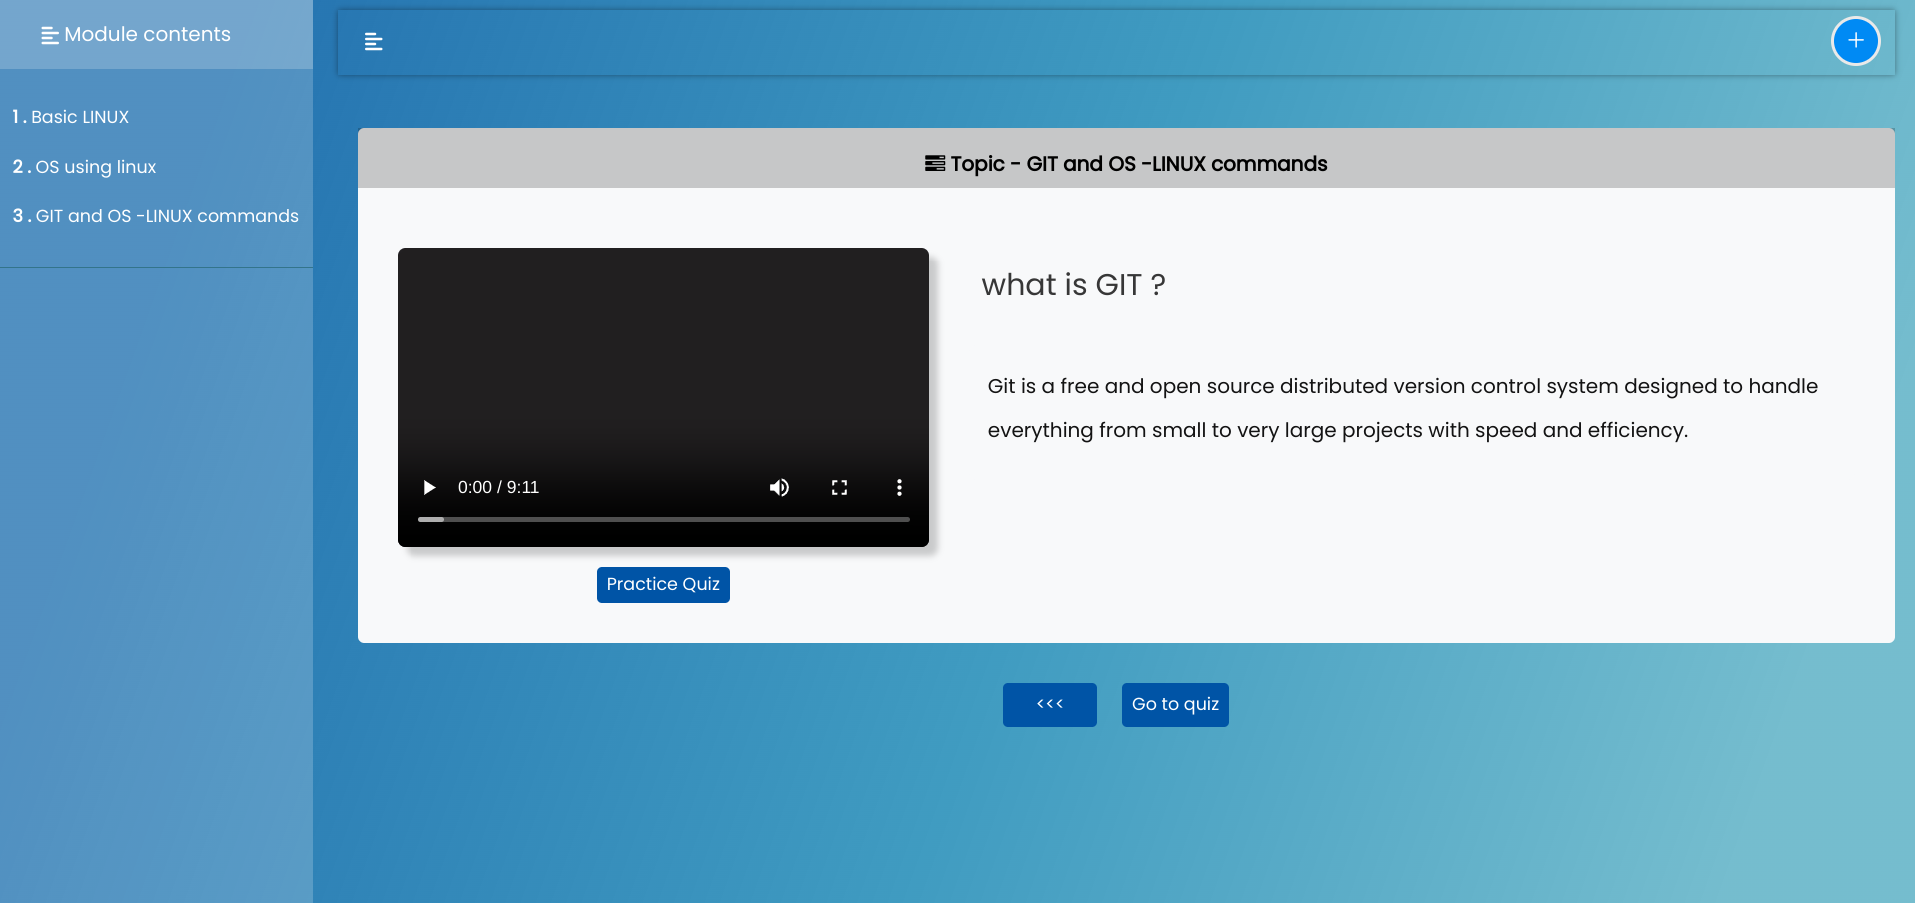 Module contents
1 . Basic LINUX
2 . OS using linux
3 . GIT and OS -LINUX commands
Topic - GIT and OS -LINUX commands
what is GIT ?
Git is a free and open source distributed version control system designed to handle
everything from small to very large projects with speed and efficiency.
0:00 / 9:11
Practice Quiz
<<<
Go to quiz